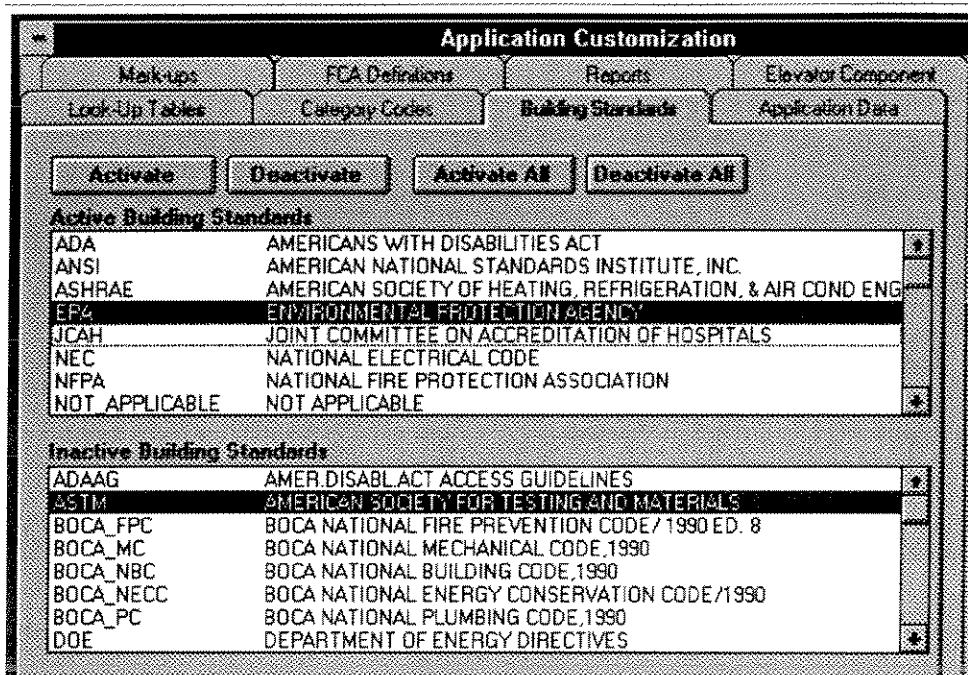 Application Customization
Mark-ups FCA Definitions Reports Elevator Component
Look-Up Tables Category Codes Building Standards Application Data
Activate Deactivate Activate All Deactivate All
Active Building Standards
ADA AMERICANS WITH DISABILITIES ACT
ANSI AMERICAN NATIONAL STANDARDS INSTITUTE, INC.
ASHRAE AMERICAN SOCIETY OF HEATING, REFRIGERATION, & AIR COND ENG
EPA ENVIRONMENTAL PROTECTION AGENCY
JCAH JOINT COMMITTEE ON ACCREDITATION OF HOSPITALS
NEC NATIONAL ELECTRICAL CODE
NFPA NATIONAL FIRE PROTECTION ASSOCIATION
NOT_APPLICABLE NOT APPLICABLE
Inactive Building Standards
ADAAG AMER.DISABL.ACT ACCESS GUIDELINES
ASTM AMERICAN SOCIETY FOR TESTING AND MATERIALS
BOCA_FPC BOCA NATIONAL FIRE PREVENTION CODE/ 1990 ED. 8
BOCA_MC BOCA NATIONAL MECHANICAL CODE,1990
BOCA_NBC BOCA NATIONAL BUILDING CODE,1990
BOCA_NECC BOCA NATIONAL ENERGY CONSERVATION CODE/1990
BOCA_PC BOCA NATIONAL PLUMBING CODE,1990
DOE DEPARTMENT OF ENERGY DIRECTIVES